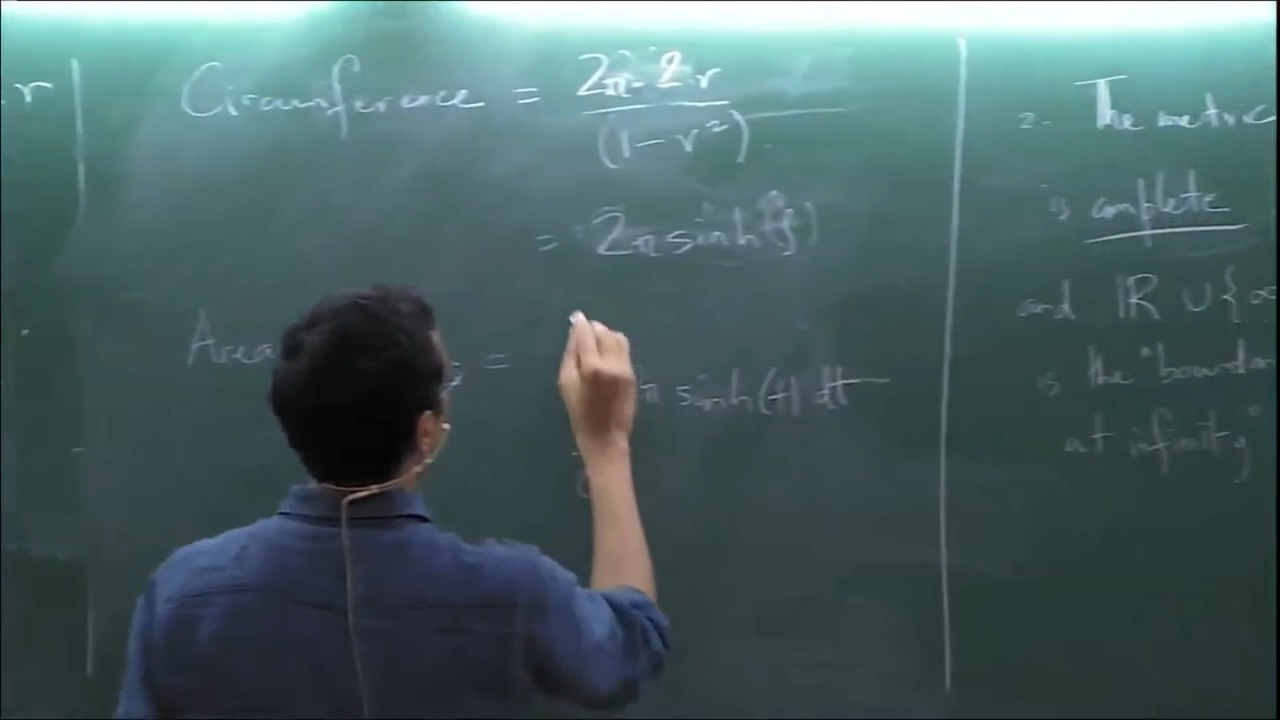 r
Circumference = 2π · 2r / (1 - r²)
= 2π sinh(ρ)
Area =
π sinh(t) dt
2. The metric
is complete
and ℝ ∪ {∞
is the "boundar
at infinity"